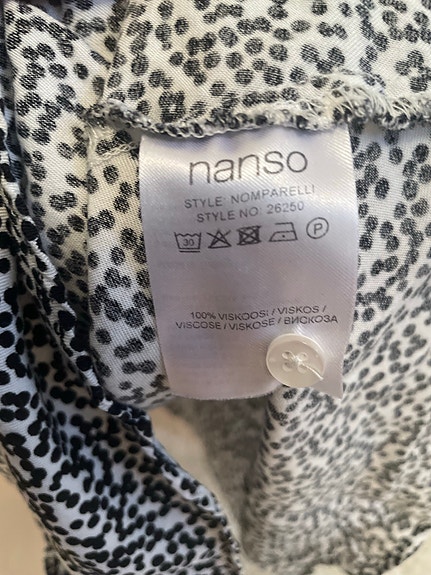 nanso
STYLE: NOMPARELLI
STYLE NO: 26250
30 P
100% VISKOOSI / VISKOS /
VISCOSE / VISKOSE / ВИСКОЗА